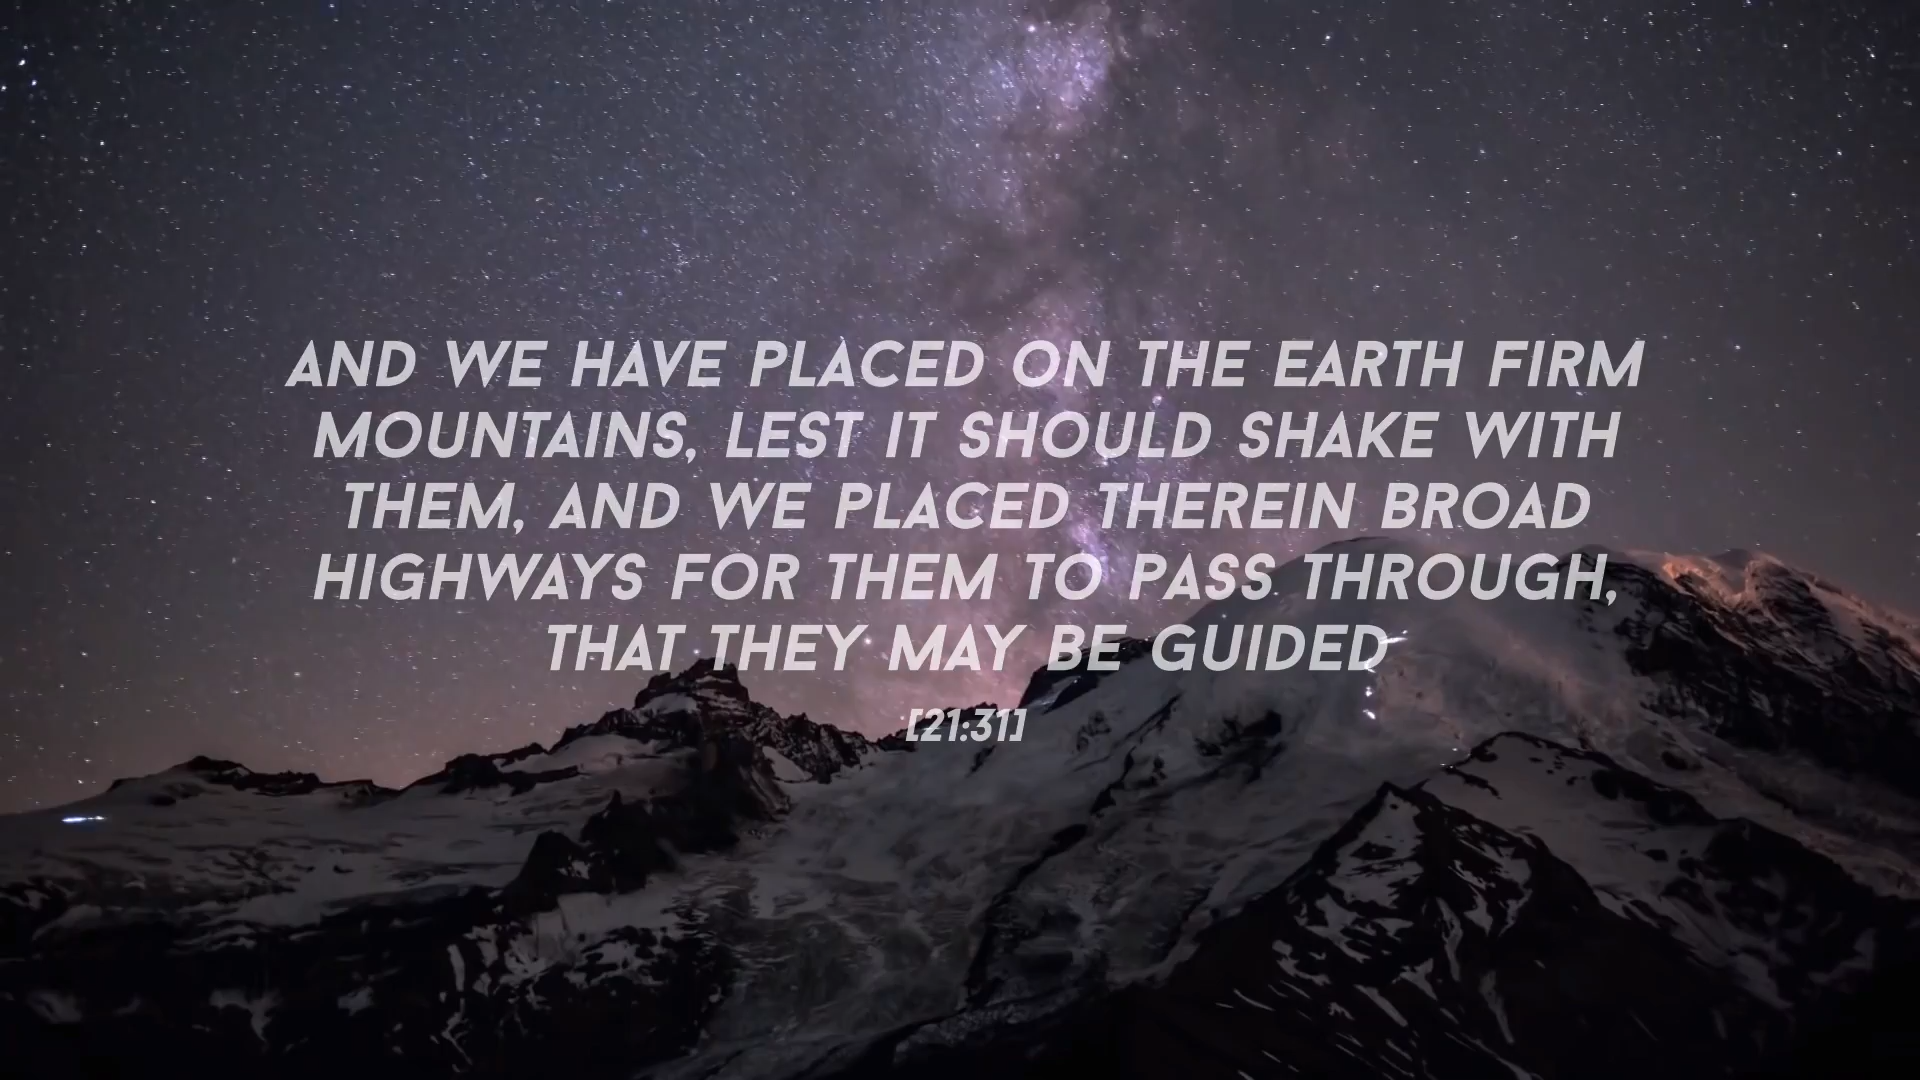 AND WE HAVE PLACED ON THE EARTH FIRM
MOUNTAINS, LEST IT SHOULD SHAKE WITH
THEM, AND WE PLACED THEREIN BROAD
HIGHWAYS FOR THEM TO PASS THROUGH,
THAT THEY MAY BE GUIDED
[21:31]